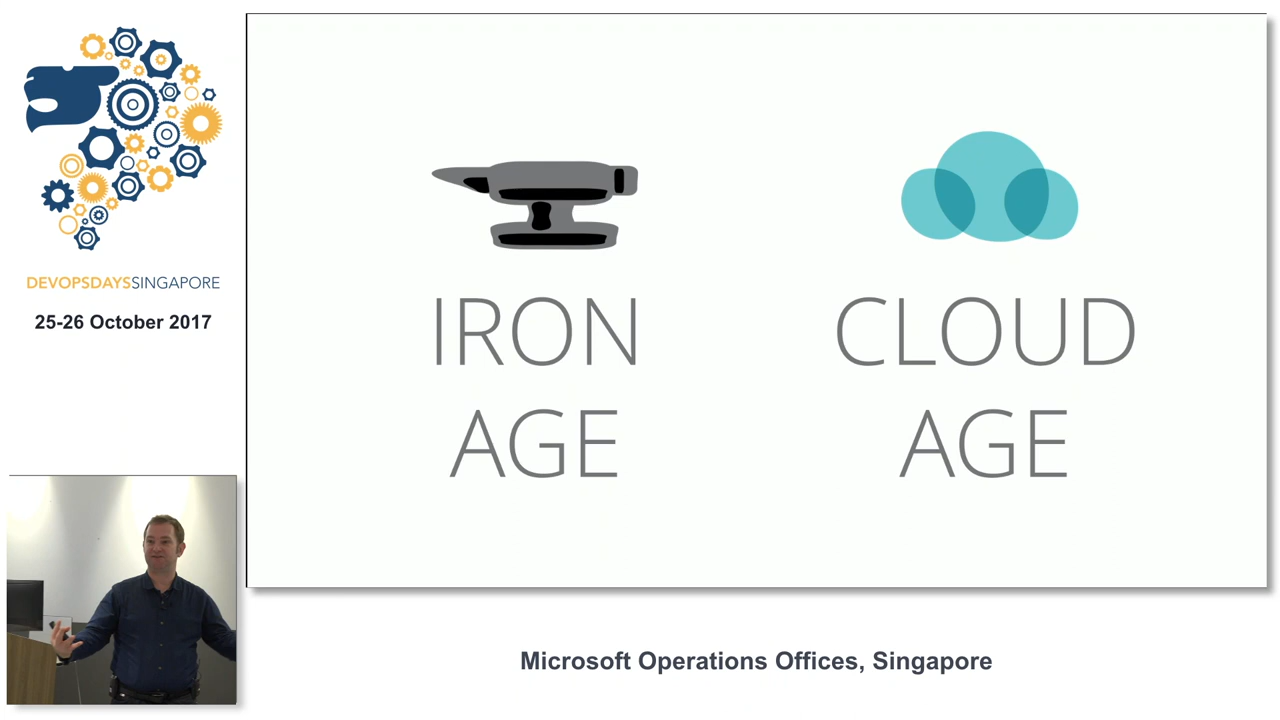 DEVOPSDAYSSINGAPORE
25-26 October 2017
IRON
AGE
CLOUD
AGE
Microsoft Operations Offices, Singapore